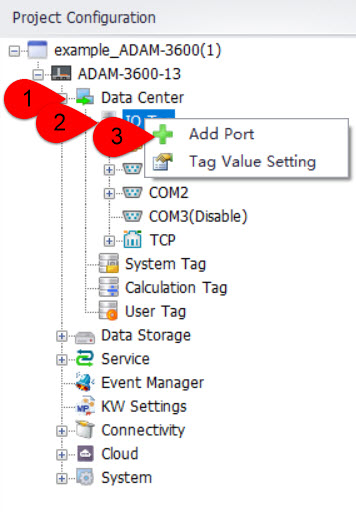 Project Configuration
example_ADAM-3600(1)
ADAM-3600-13
1
Data Center
2
IO
3
Add Port
Tag Value Setting
COM2
COM3(Disable)
TCP
System Tag
Calculation Tag
User Tag
Data Storage
Service
Event Manager
KW Settings
Connectivity
Cloud
System